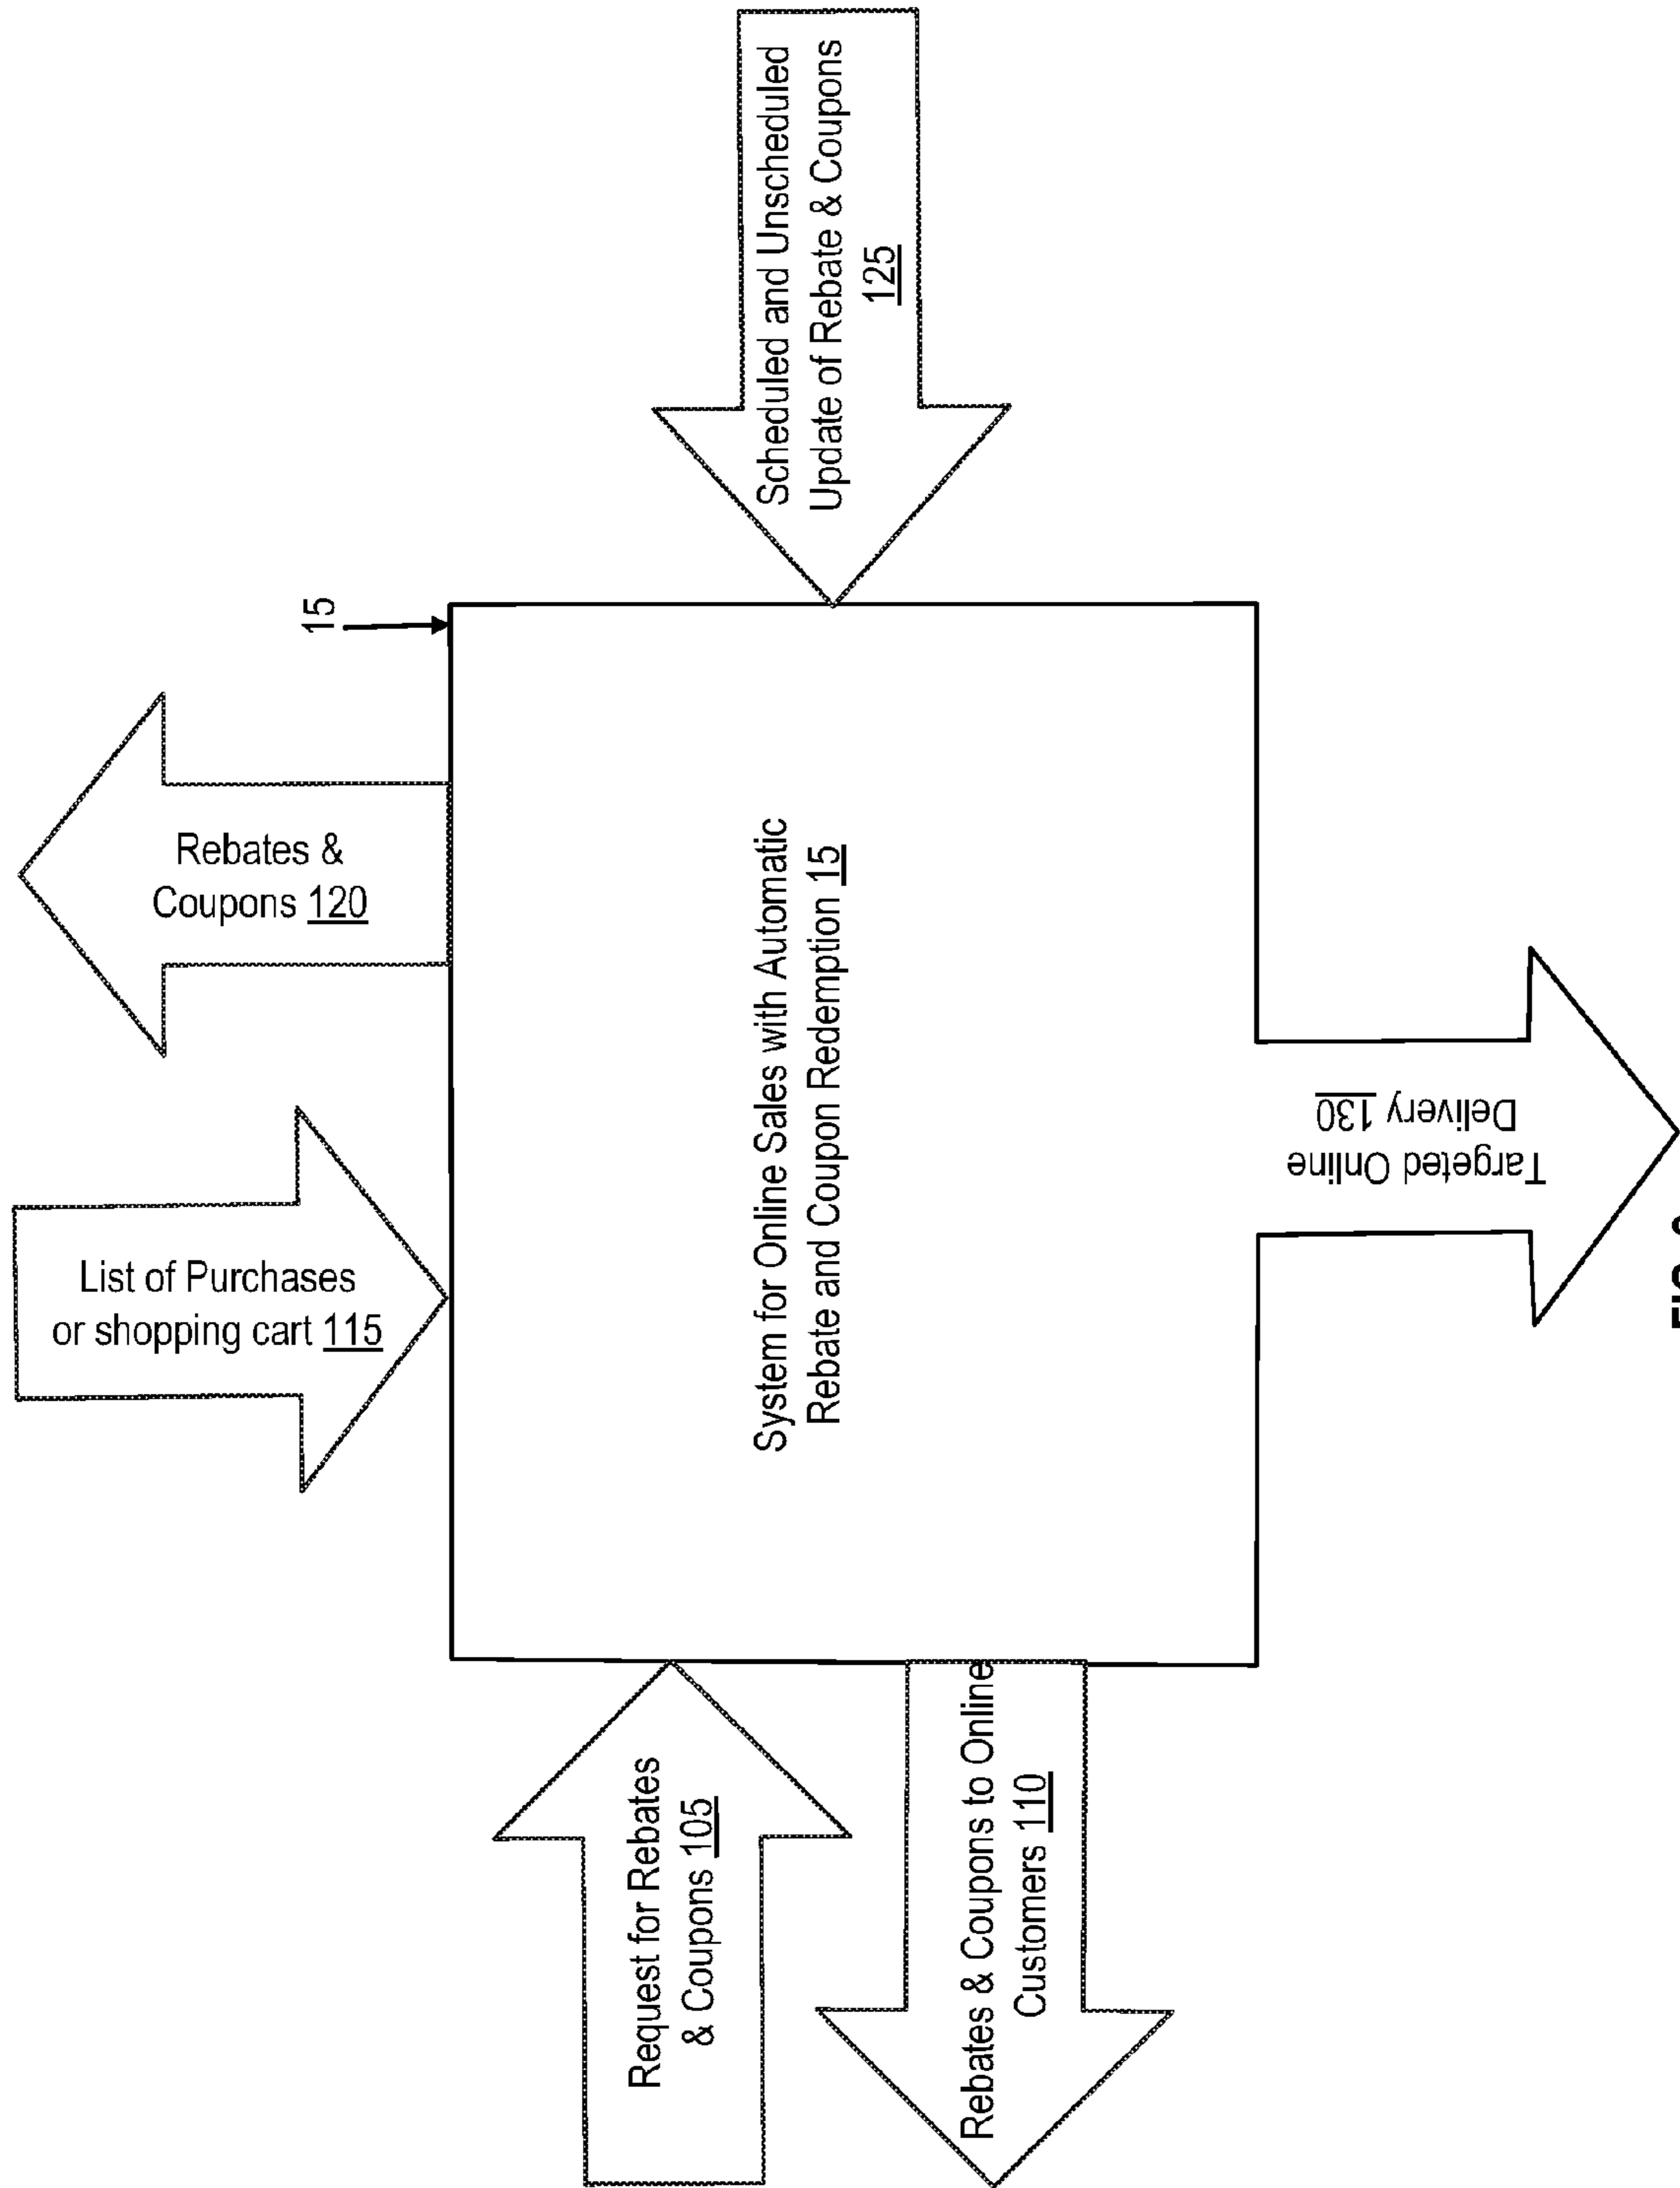 Scheduled and Unscheduled
Update of Rebate & Coupons
125
15
Rebates &
Coupons 120
List of Purchases
or shopping cart 115
System for Online Sales with Automatic
Rebate and Coupon Redemption 15
Request for Rebates
& Coupons 105
Rebates & Coupons to Online
Customers 110
Targeted Online
Delivery 130